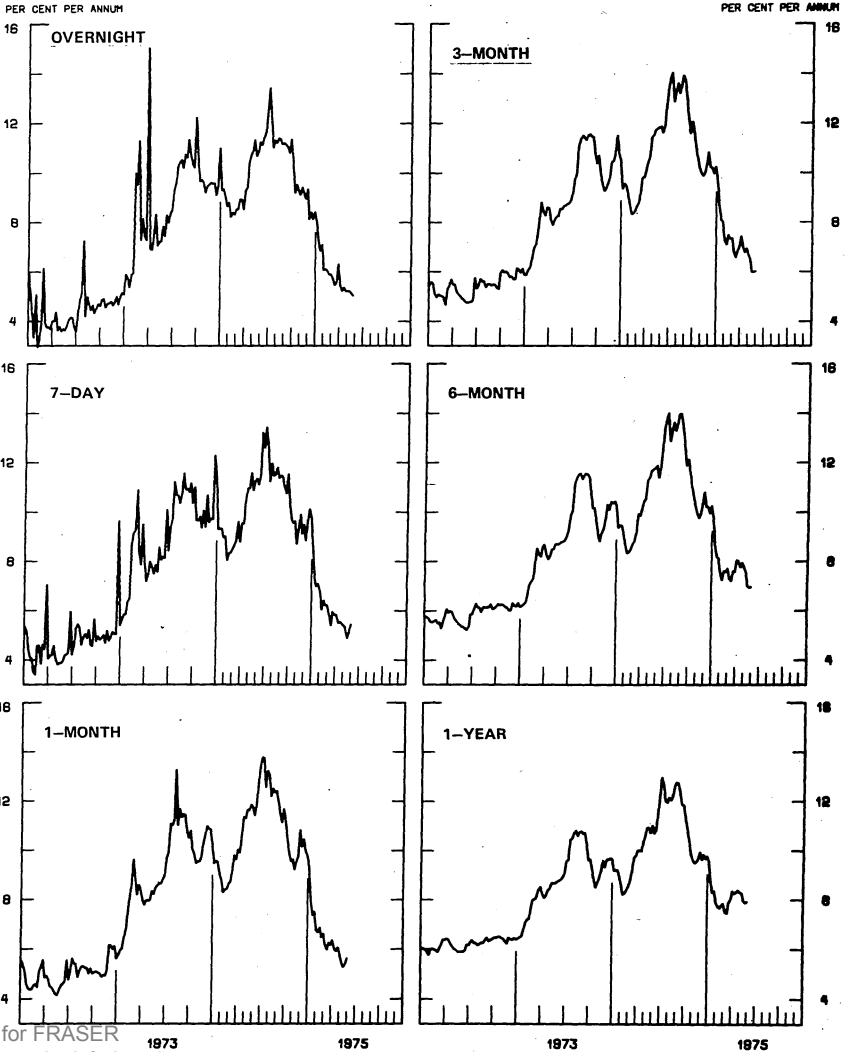 PER CENT PER ANNUM PER CENT PER ANNUM
16 16
OVERNIGHT 3–MONTH
12 12
8 8
4 4
16 16
7–DAY 6–MONTH
12 12
8 8
4 4
16 16
1–MONTH 1–YEAR
12 12
8 8
4 4
for FRASER
1973 1975 1973 1975